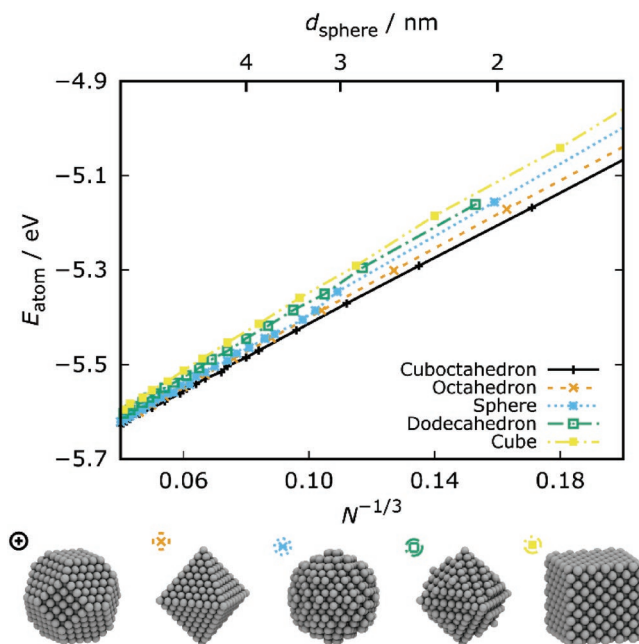 d_sphere / nm
4 3 2
−4.9
−5.1
−5.3
−5.5
−5.7
E_atom / eV
Cuboctahedron
Octahedron
Sphere
Dodecahedron
Cube
0.06 0.10 0.14 0.18
N^−1/3